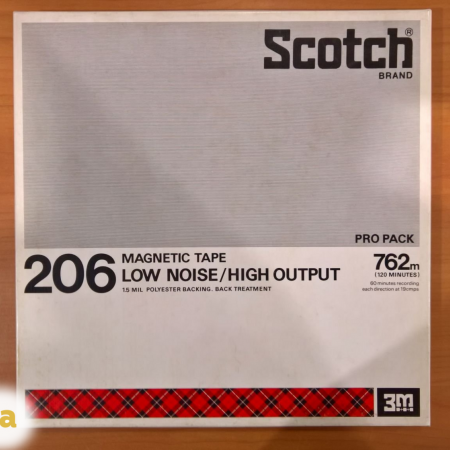 Scotch®
BRAND
PRO PACK
206
MAGNETIC TAPE
LOW NOISE/HIGH OUTPUT
1.5 MIL. POLYESTER BACKING. BACK TREATMENT
762m
(120 MINUTES)
60 minutes recording
each direction at 19cmps
3M
a